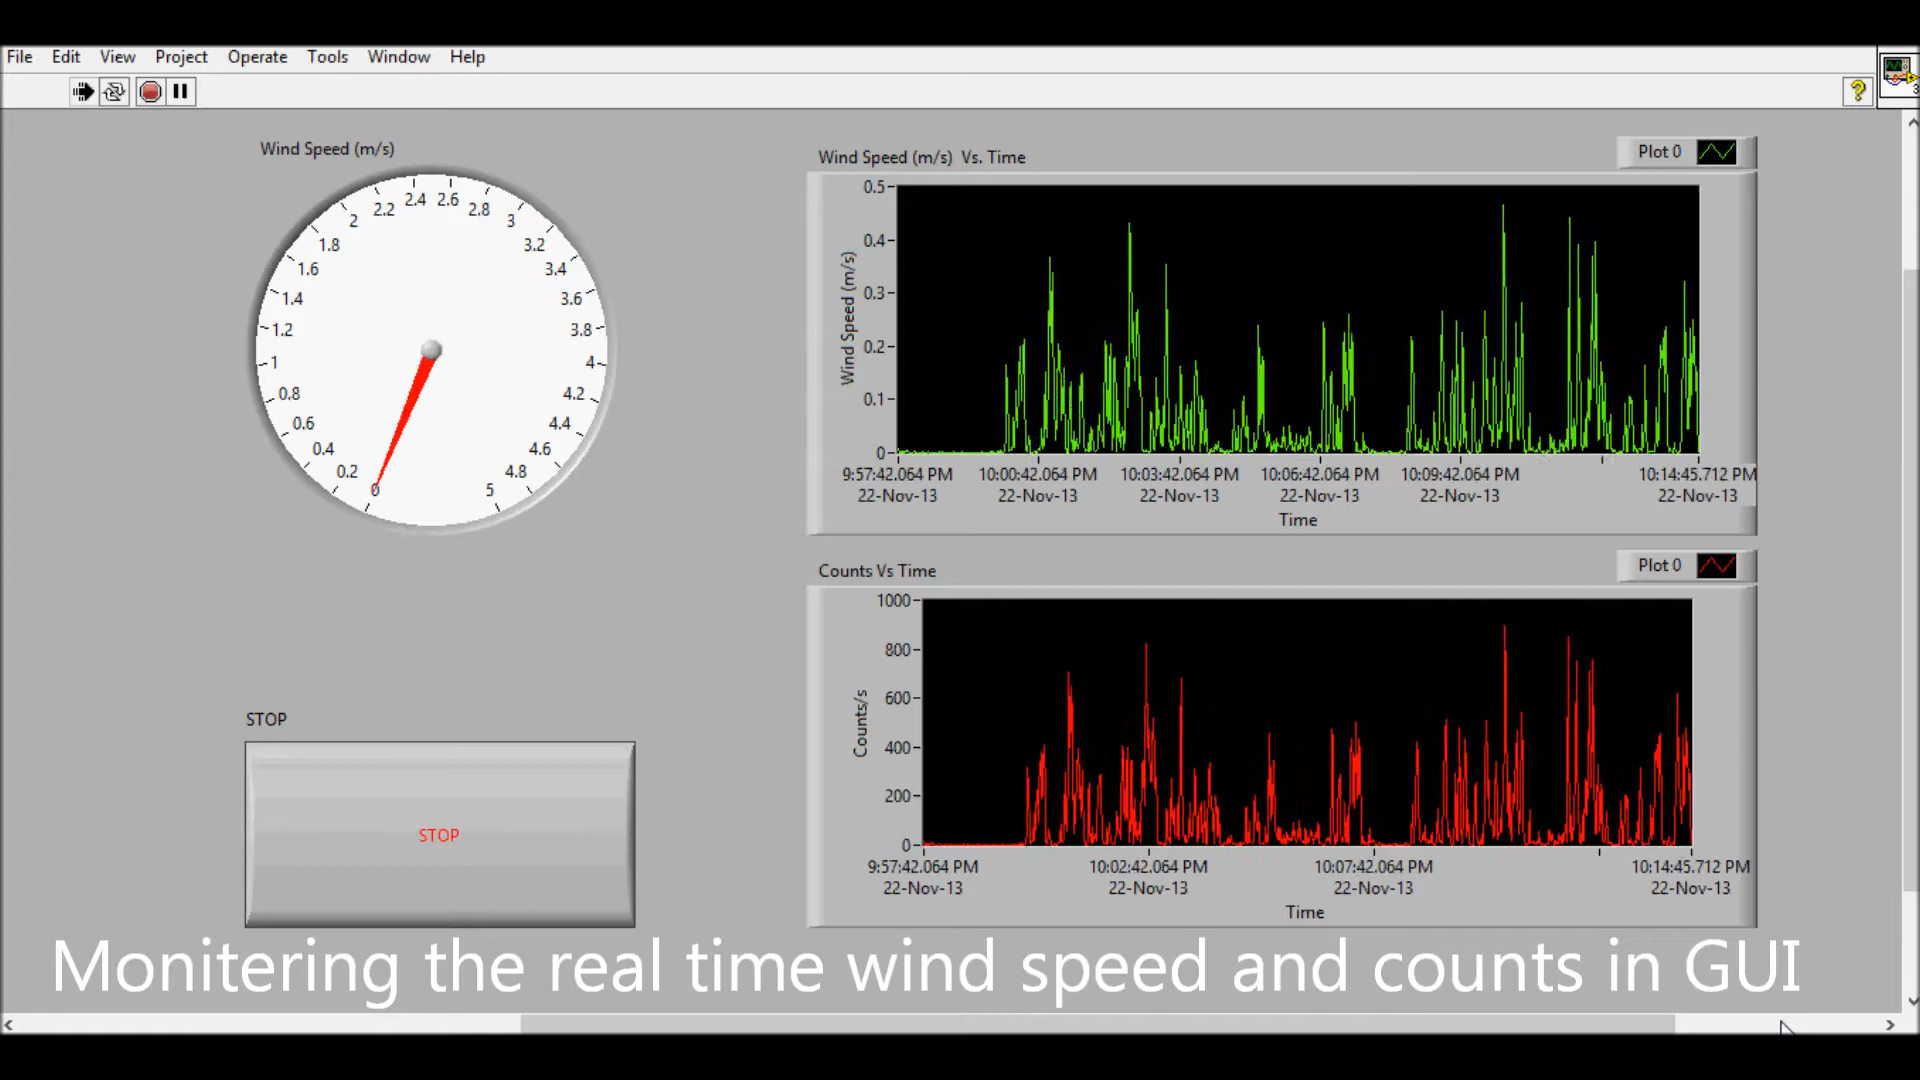 File Edit View Project Operate Tools Window Help
Wind Speed (m/s)
0 0.2 0.4 0.6 0.8 1 1.2 1.4 1.6 1.8 2 2.2 2.4 2.6 2.8 3 3.2 3.4 3.6 3.8 4 4.2 4.4 4.6 4.8 5
STOP
STOP
Wind Speed (m/s) Vs. Time
Plot 0
Wind Speed (m/s)
0.5
0.4
0.3
0.2
0.1
0
9:57:42.064 PM 10:00:42.064 PM 10:03:42.064 PM 10:06:42.064 PM 10:09:42.064 PM 10:14:45.712 PM
22-Nov-13 22-Nov-13 22-Nov-13 22-Nov-13 22-Nov-13 22-Nov-13
Time
Counts Vs Time
Plot 0
Counts/s
1000
800
600
400
200
0
9:57:42.064 PM 10:02:42.064 PM 10:07:42.064 PM 10:14:45.712 PM
22-Nov-13 22-Nov-13 22-Nov-13 22-Nov-13
Time
Monitering the real time wind speed and counts in GUI